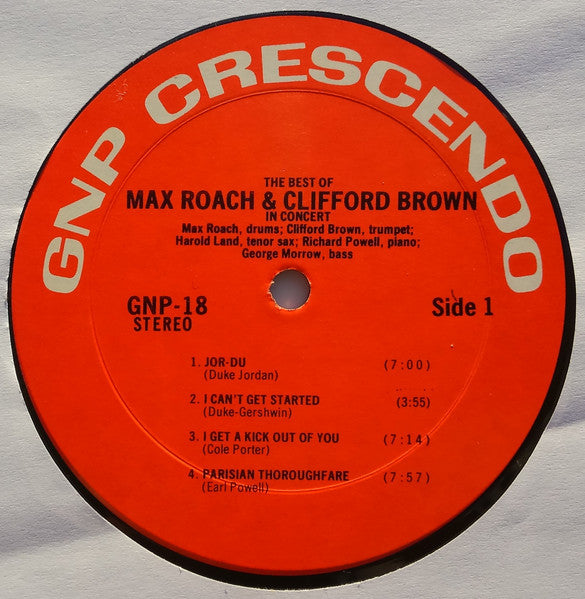 GNP CRESCENDO
THE BEST OF
MAX ROACH & CLIFFORD BROWN
IN CONCERT
Max Roach, drums; Clifford Brown, trumpet;
Harold Land, tenor sax; Richard Powell, piano;
George Morrow, bass
GNP-18 Side 1
STEREO
1. JOR-DU (7:00)
(Duke Jordan)
2. I CAN'T GET STARTED (3:55)
(Duke-Gershwin)
3. I GET A KICK OUT OF YOU (7:14)
(Cole Porter)
4. PARISIAN THOROUGHFARE (7:57)
(Earl Powell)